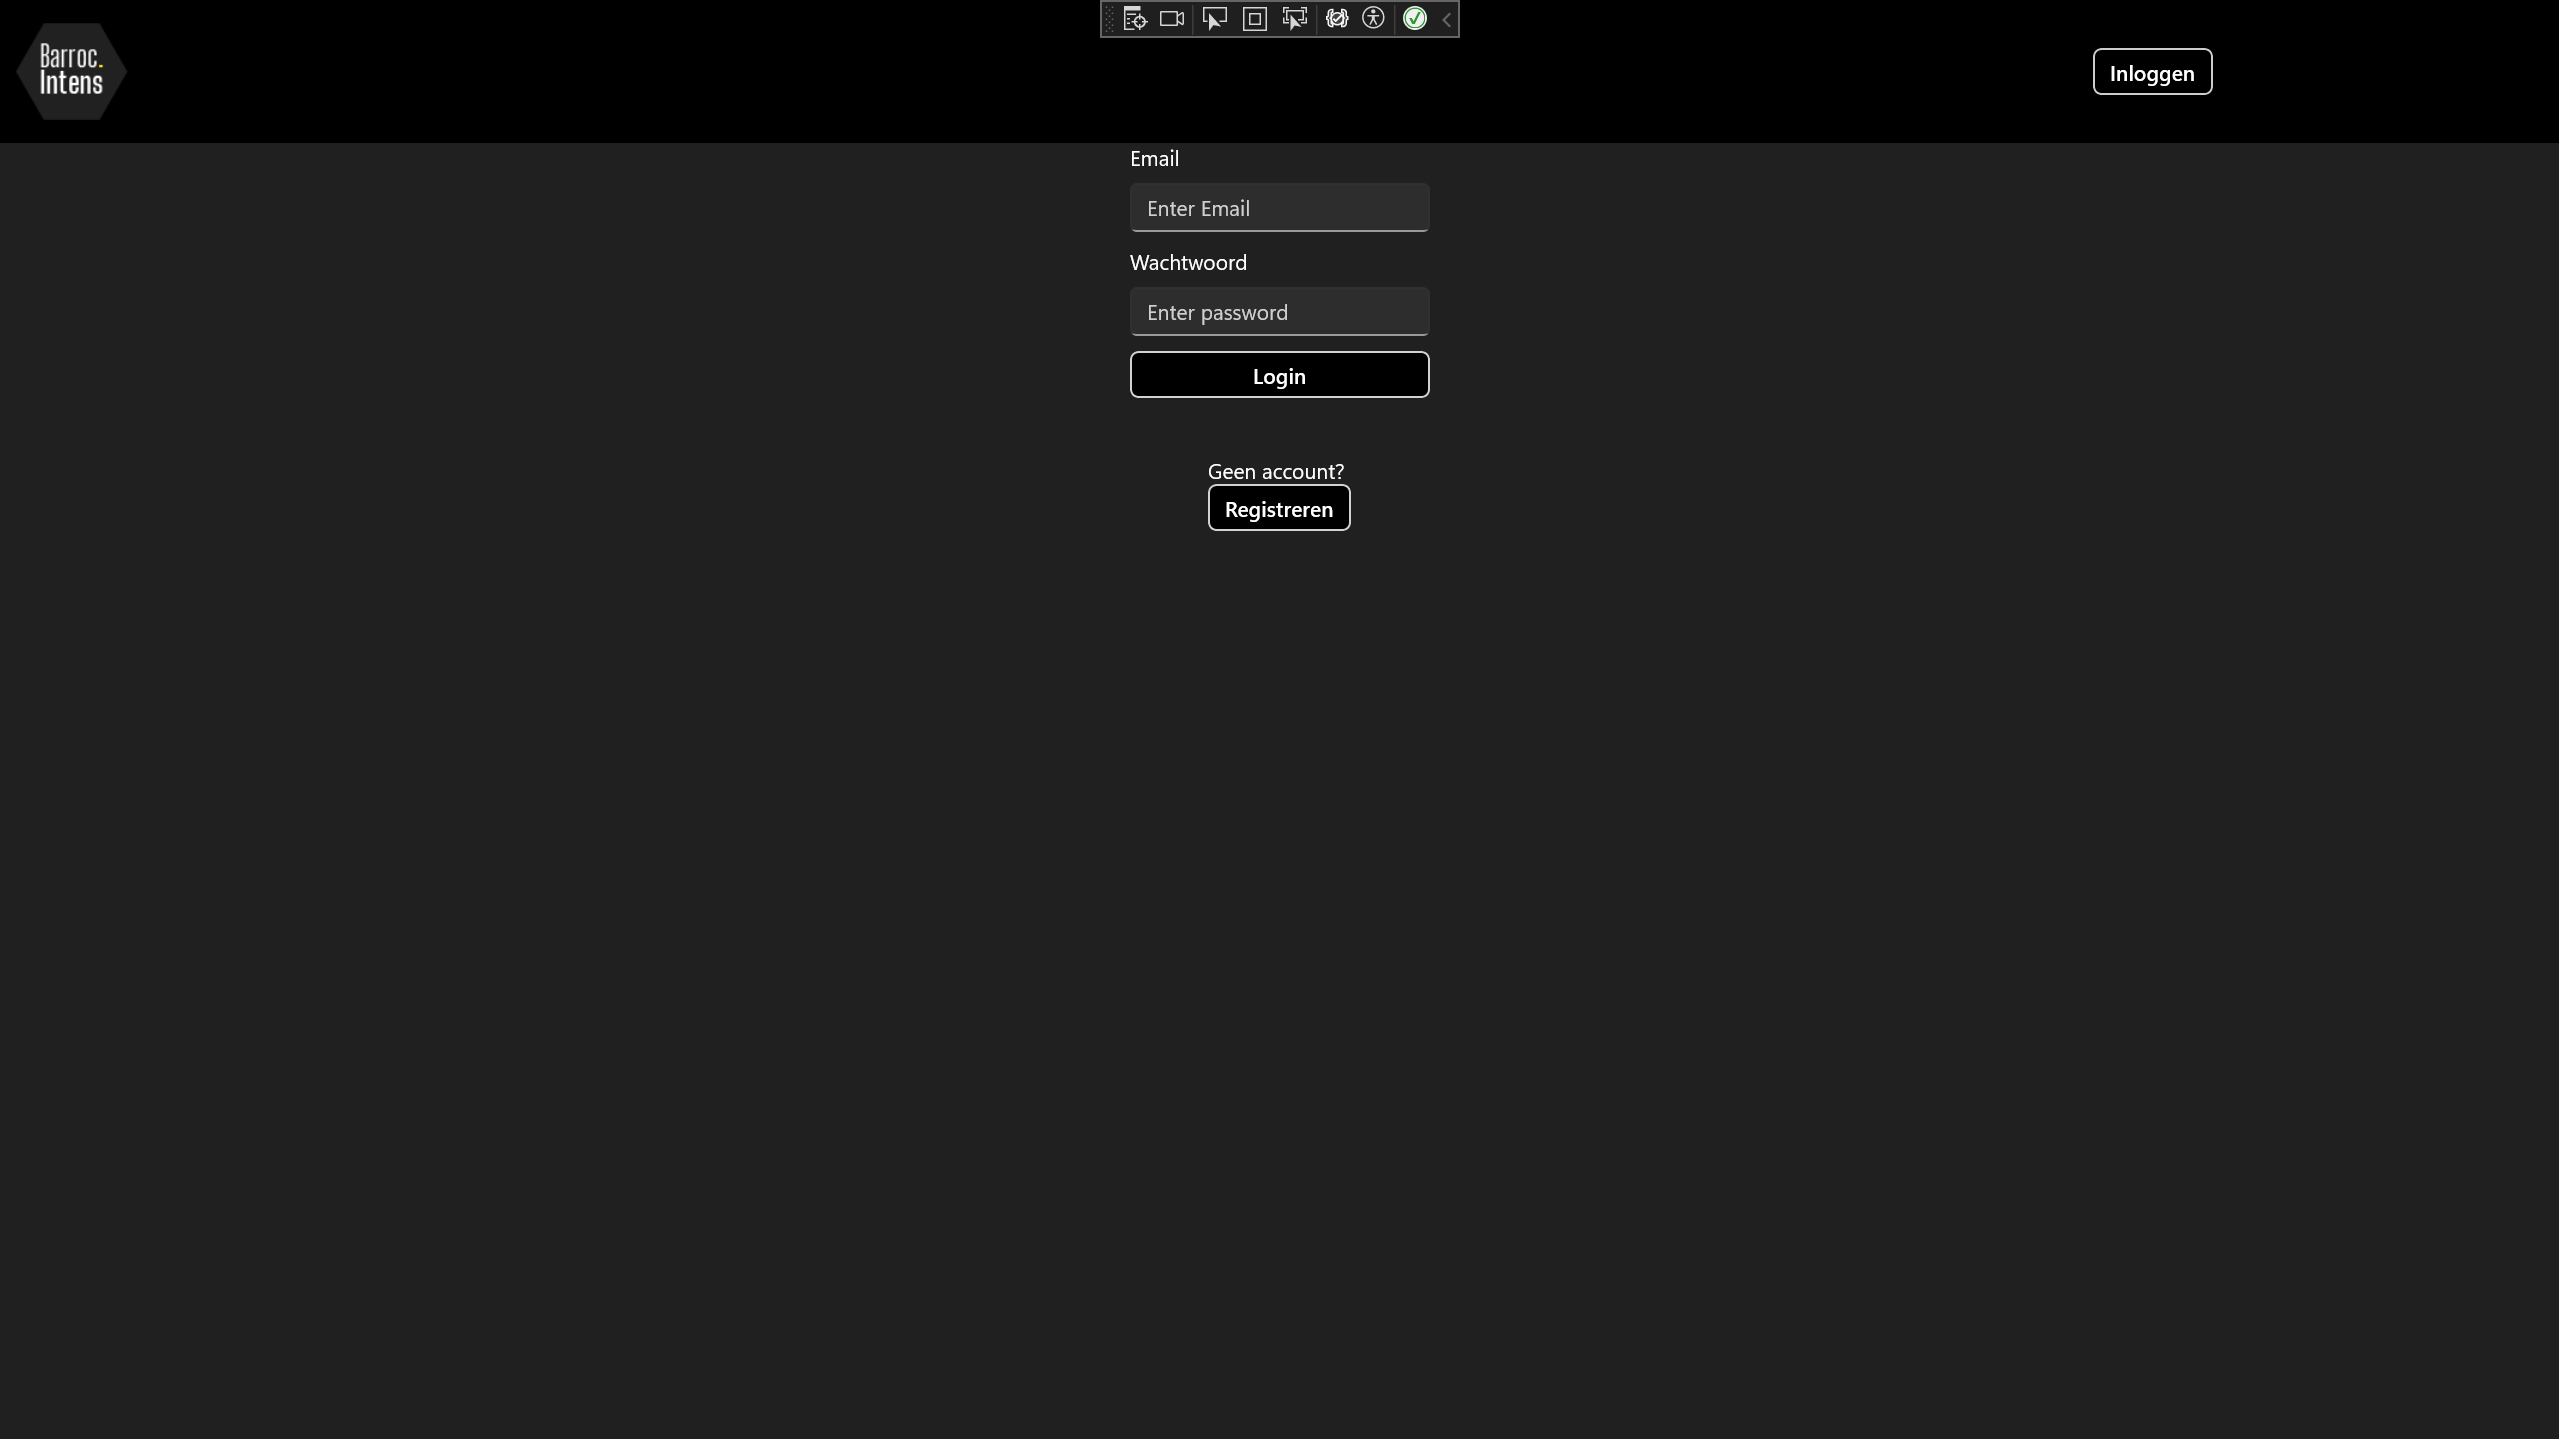 Barroc.
Intens
Inloggen
Email
Enter Email
Wachtwoord
Enter password
Login
Geen account?
Registreren